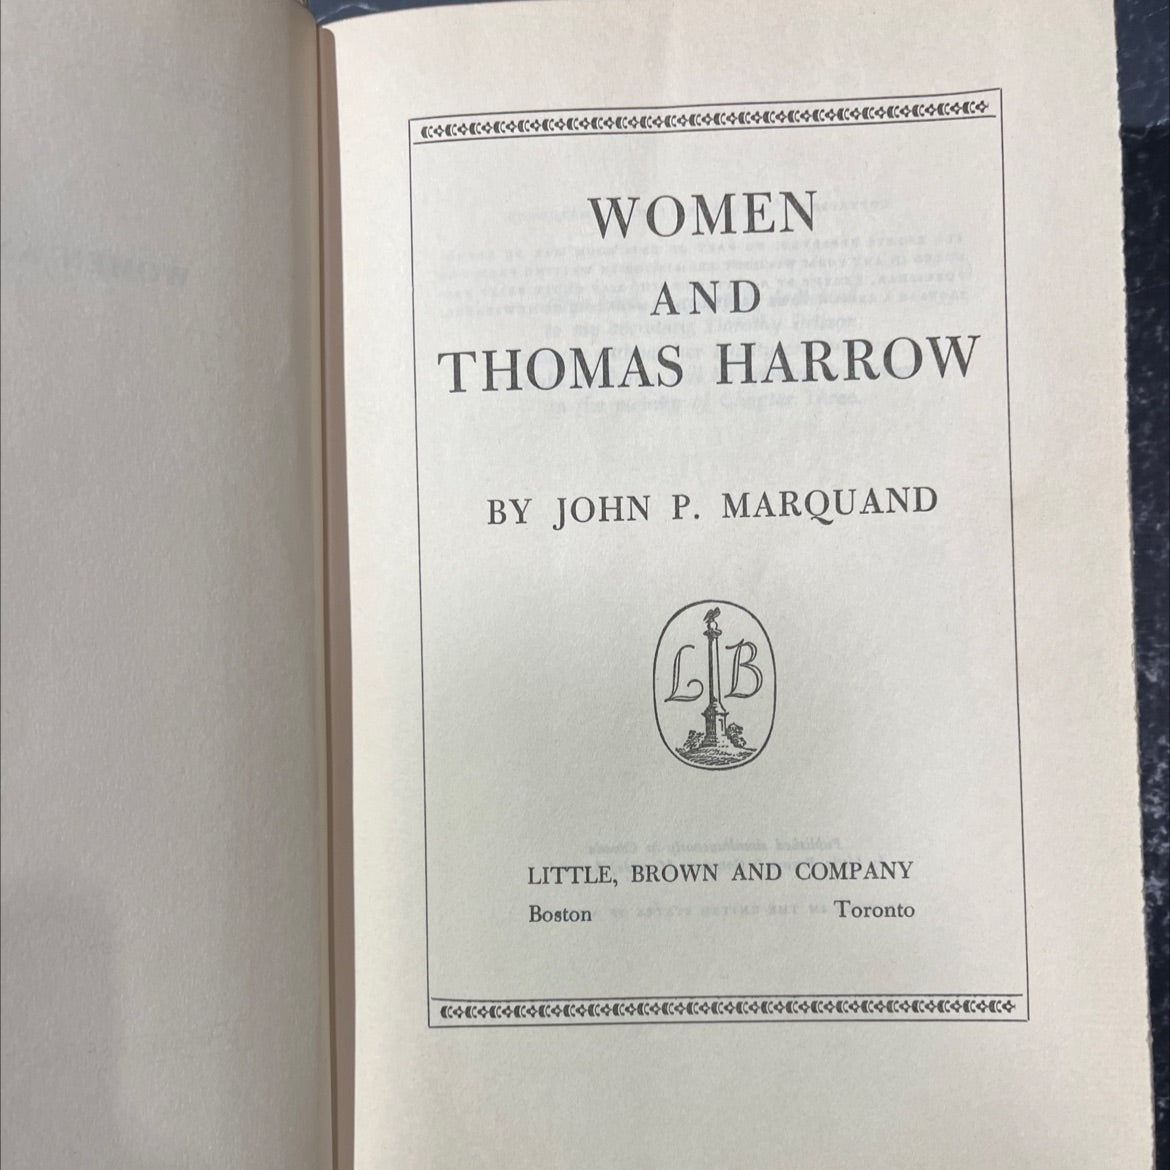 WOMEN
AND
THOMAS HARROW
BY JOHN P. MARQUAND
L B
LITTLE, BROWN AND COMPANY
Boston Toronto